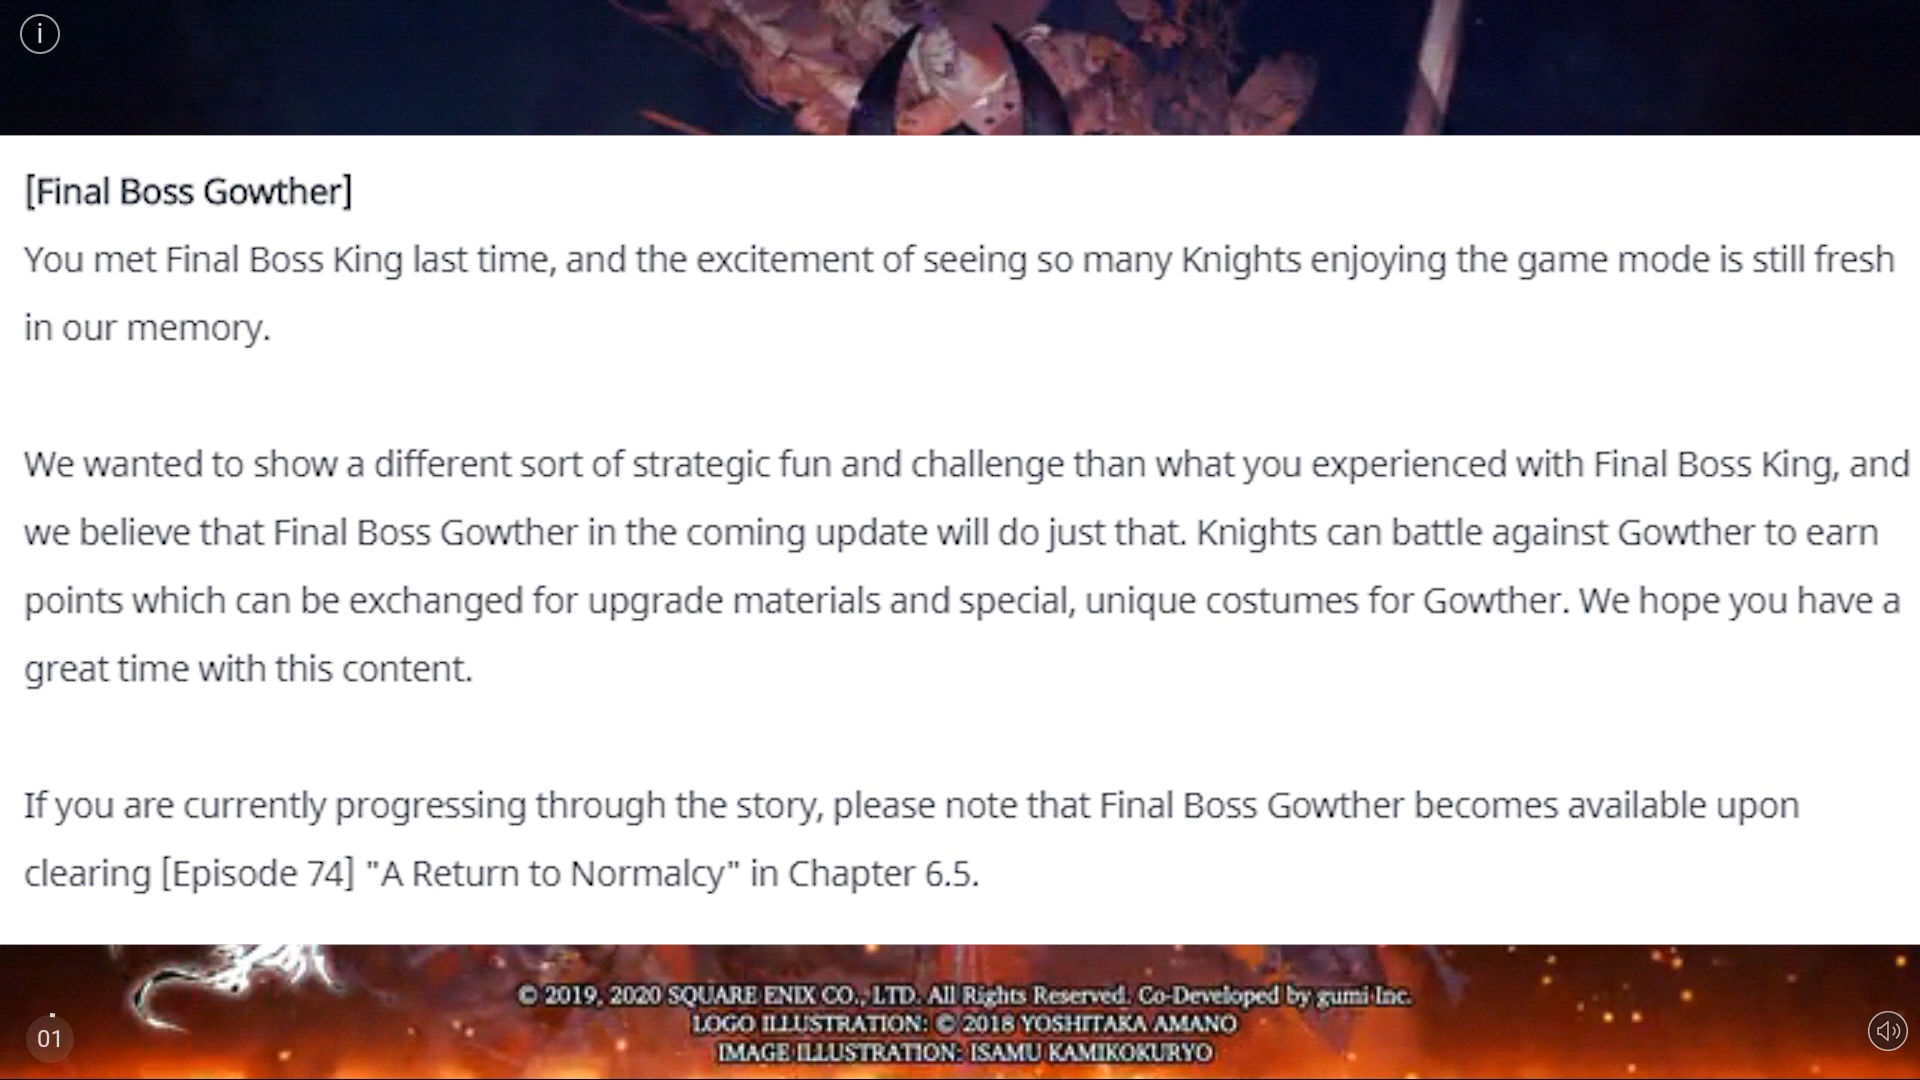 i
[Final Boss Gowther]
You met Final Boss King last time, and the excitement of seeing so many Knights enjoying the game mode is still fresh
in our memory.
We wanted to show a different sort of strategic fun and challenge than what you experienced with Final Boss King, and
we believe that Final Boss Gowther in the coming update will do just that. Knights can battle against Gowther to earn
points which can be exchanged for upgrade materials and special, unique costumes for Gowther. We hope you have a
great time with this content.
If you are currently progressing through the story, please note that Final Boss Gowther becomes available upon
clearing [Episode 74] "A Return to Normalcy" in Chapter 6.5.
© 2019, 2020 SQUARE ENIX CO., LTD. All Rights Reserved. Co-Developed by gumi Inc.
LOGO ILLUSTRATION: © 2018 YOSHITAKA AMANO
IMAGE ILLUSTRATION: ISAMU KAMIKOKURYO
01